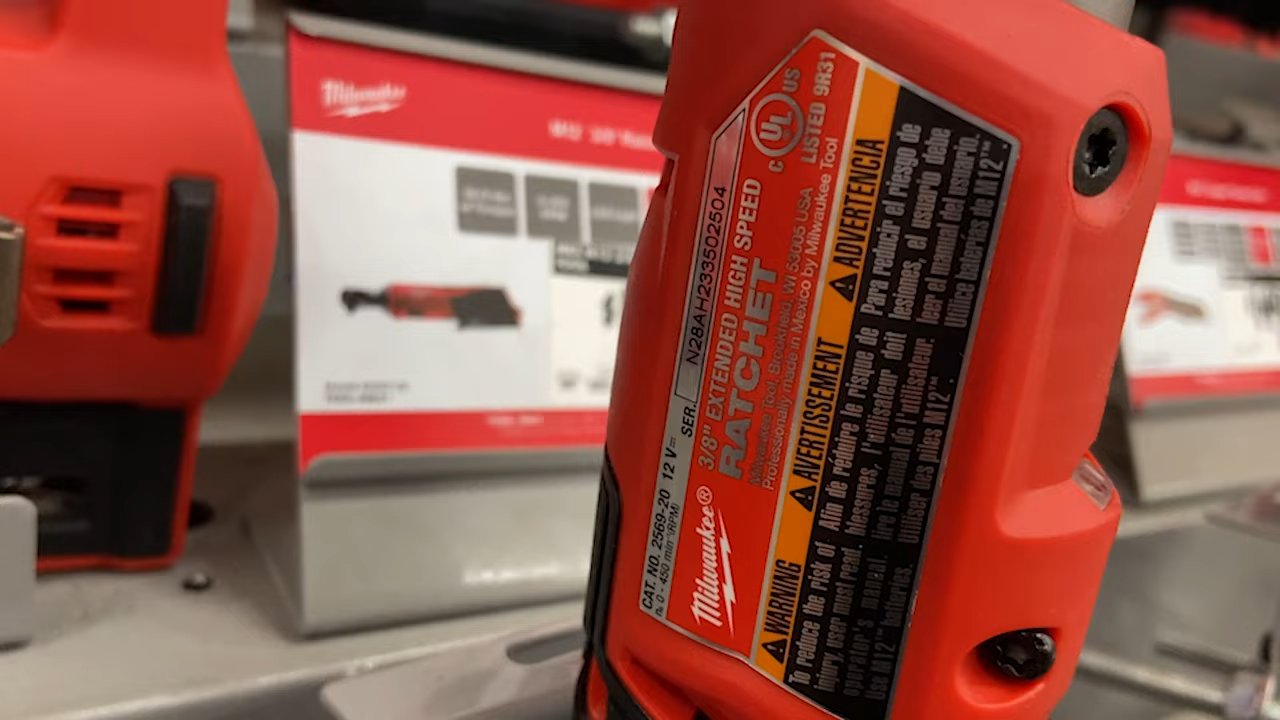 Milwaukee
CAT. NO. 2569-20 12 V
n₀ 0 - 450 min⁻¹(RPM)
SER. N28AH233502504
Milwaukee®
3/8" EXTENDED HIGH SPEED
RATCHET
Milwaukee Tool, Brookfield, WI 53005 USA
Professionally made in Mexico by Milwaukee Tool
C UL US
LISTED 9R31
WARNING
To reduce the risk of
injury, user must read
operator's manual.
Use M12™ batteries.
AVERTISSEMENT
Afin de réduire le risque de
blessures, l'utilisateur doit
lire le manual de l'utilisateur.
Utiliser des piles M12™.
ADVERTENCIA
Para reducir el riesgo de
lesiones, el usuario debe
leer el manual del usuario.
Utilice baterías de M12™.